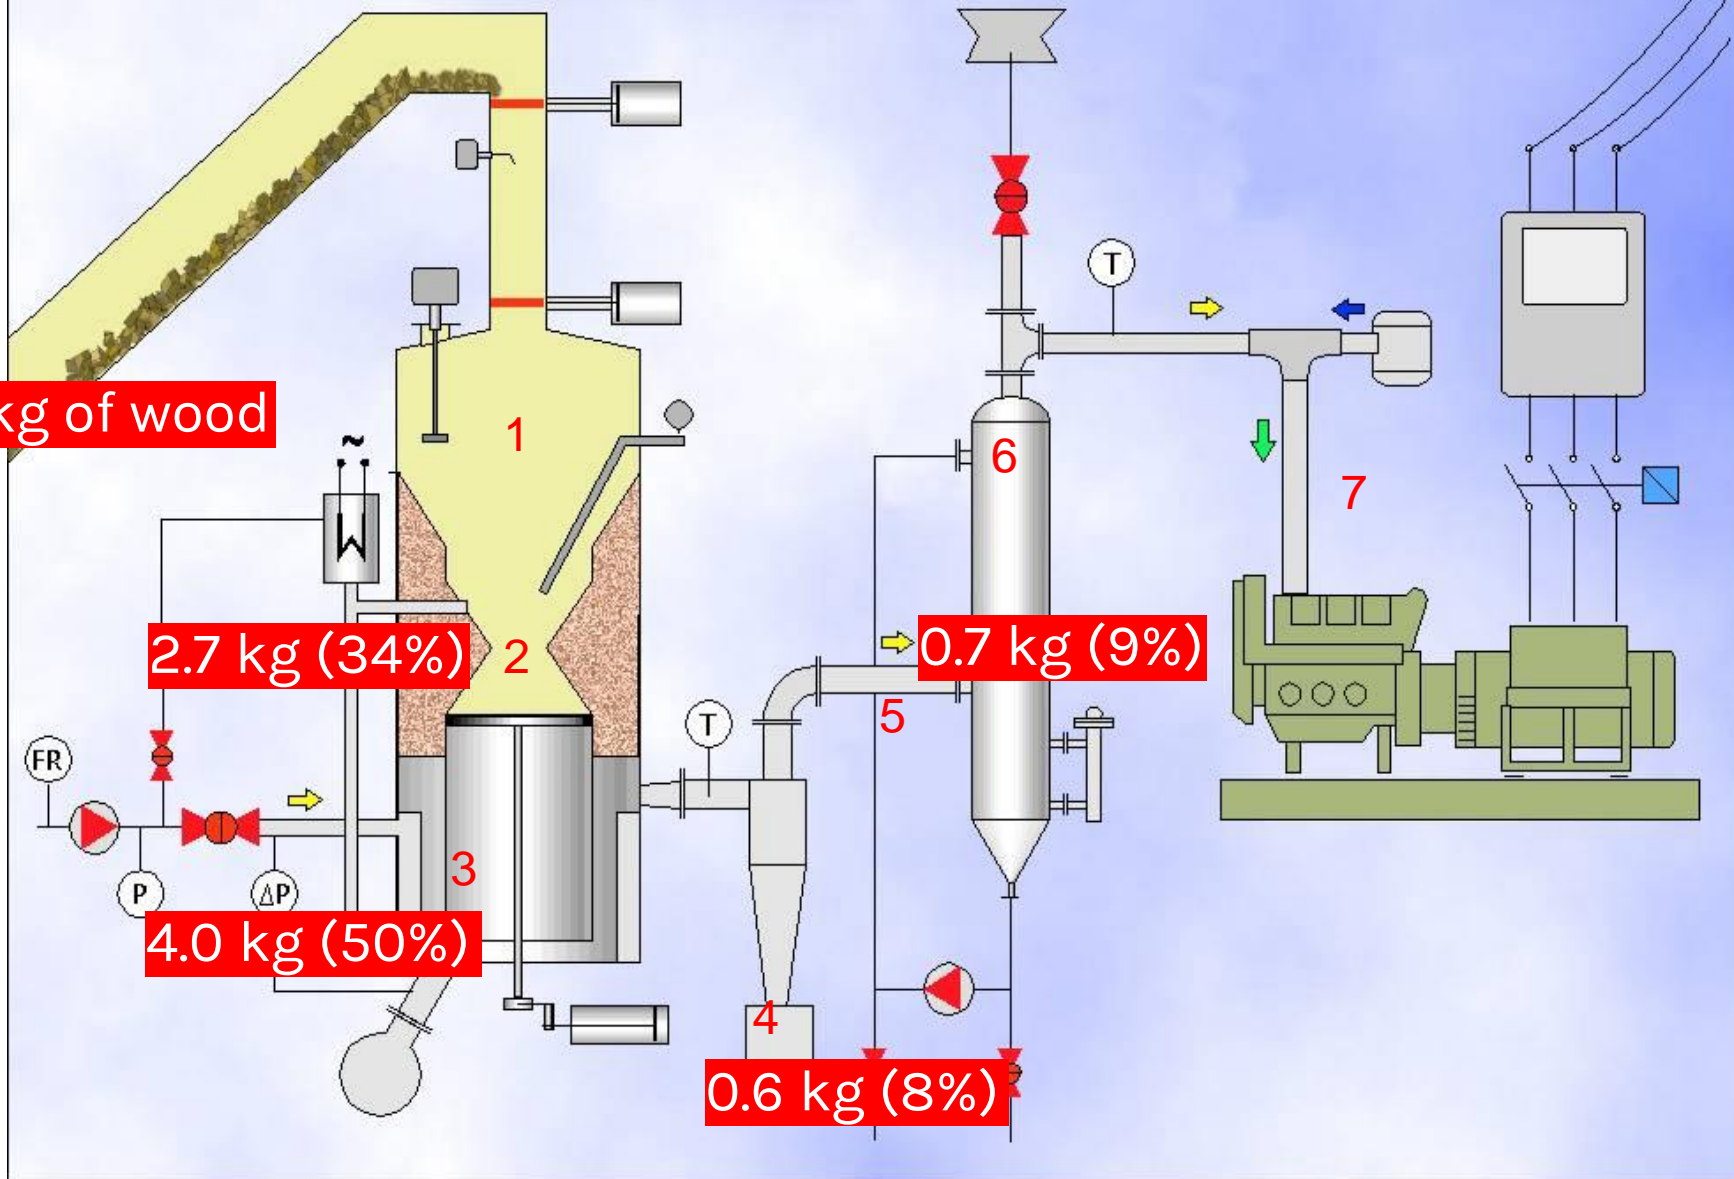 T
kg of wood
1
6
7
~
2.7 kg (34%)
2
0.7 kg (9%)
5
T
FR
3
P
ΔP
4.0 kg (50%)
4
0.6 kg (8%)